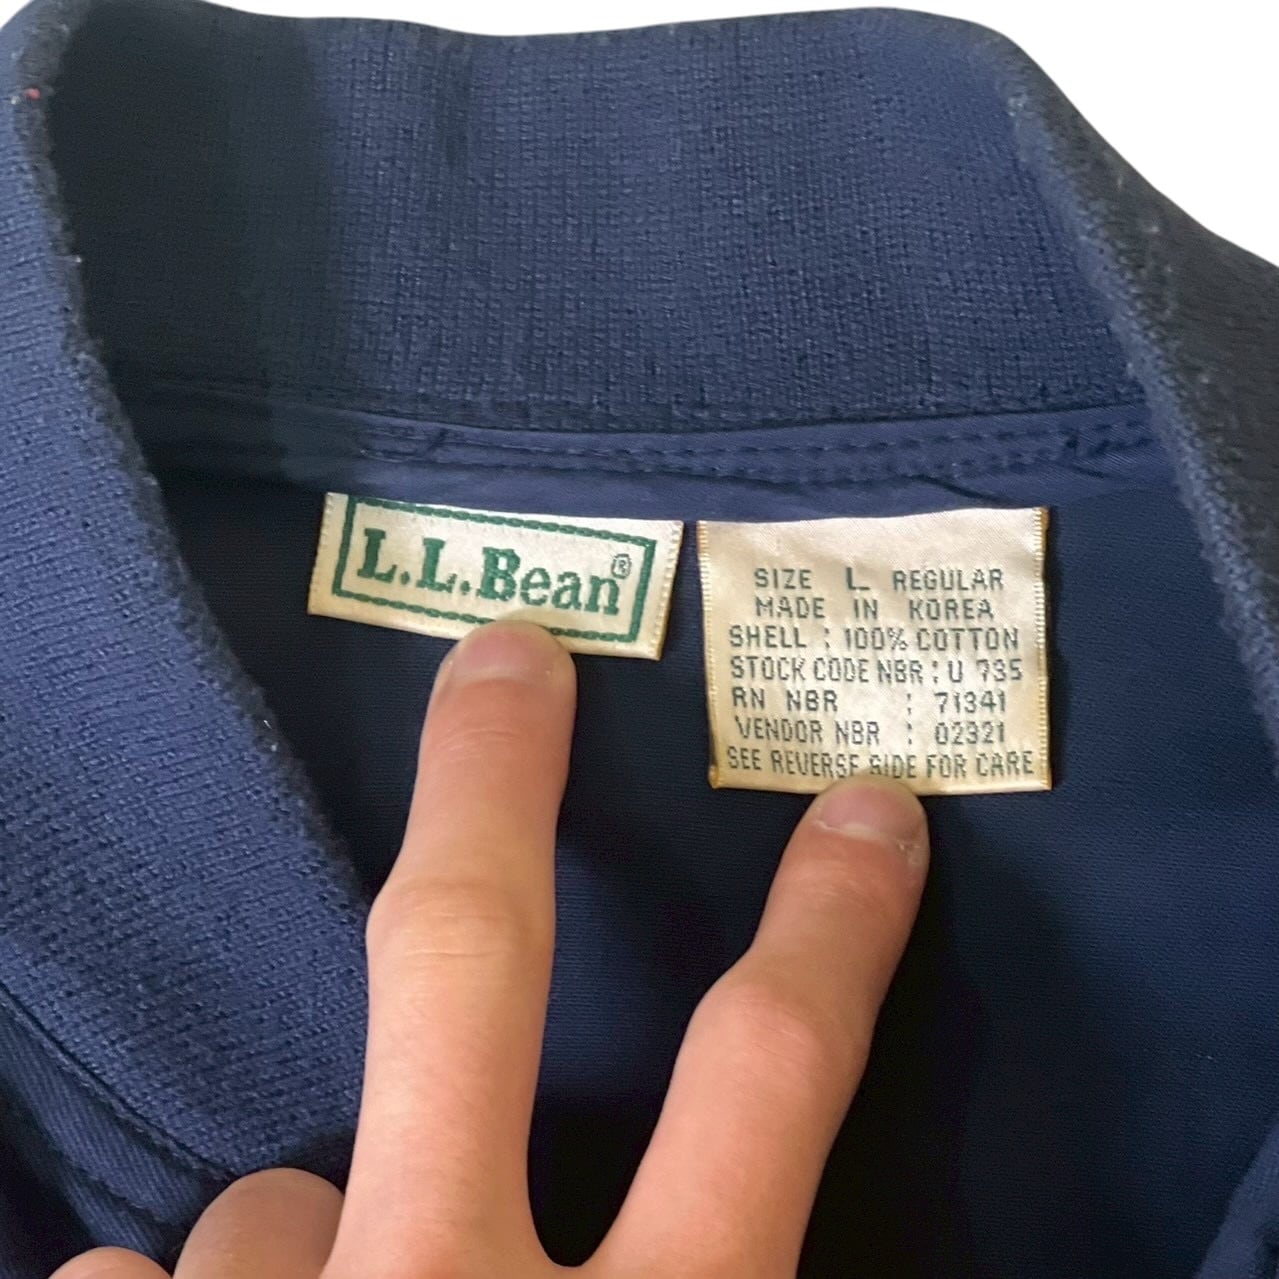 L.L.Bean®
SIZE L REGULAR
MADE IN KOREA
SHELL : 100% COTTON
STOCK CODE NBR : U 735
RN NBR : 71341
VENDOR NBR : 02321
SEE REVERSE SIDE FOR CARE